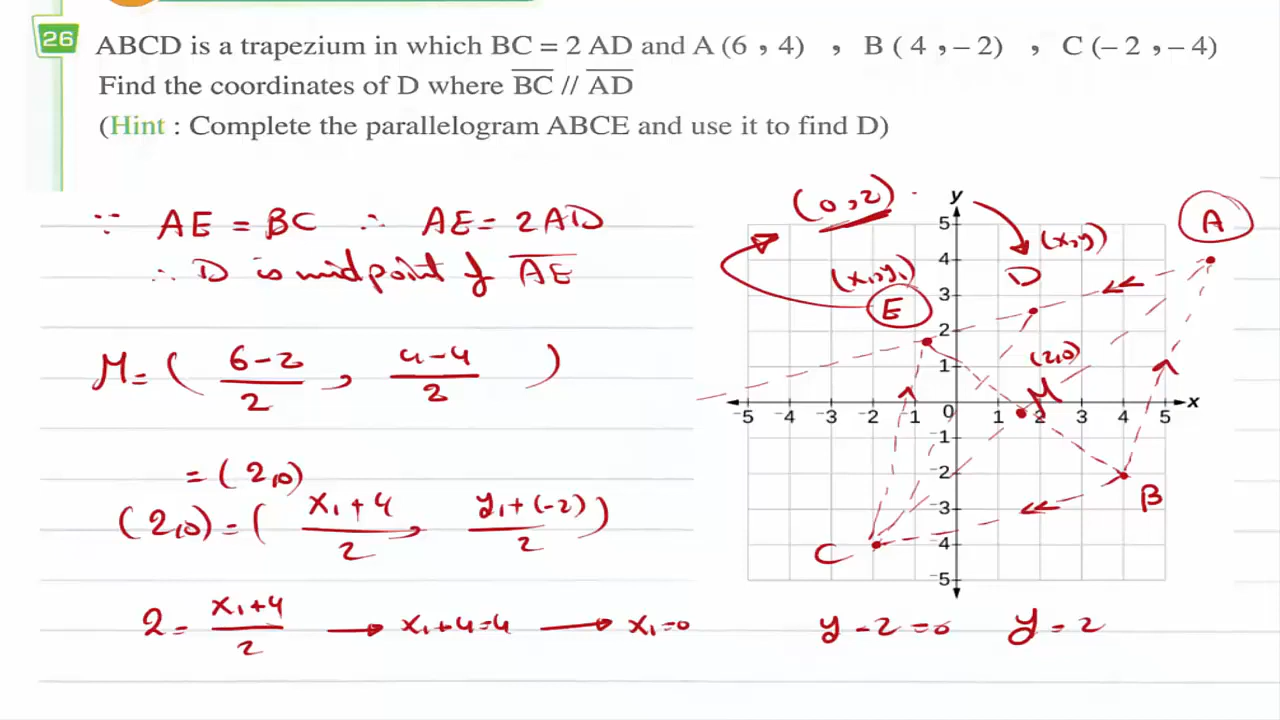 26
ABCD is a trapezium in which BC = 2 AD and A (6 , 4) , B ( 4 , – 2) , C (– 2 , – 4)
Find the coordinates of D where BC // AD
(Hint : Complete the parallelogram ABCE and use it to find D)
∵ AE = BC ∴ AE = 2AD
∴ D is midpoint of AE
M = ( 6-2/2 , 4-4/2 )
= (2,0)
(2,0) = ( x₁+4/2 , y₁+(-2)/2 )
2 = x₁+4/2 → x₁+4=4 → x₁=0
y-2=0 y=2
(0,2)
y
A
(x,y)
D
(x₁,y₁)
E
(2,0)
M
B
C
x
5
4
3
2
1
0
-1
-2
-3
-4
-5
-5 -4 -3 -2 -1 1 2 3 4 5